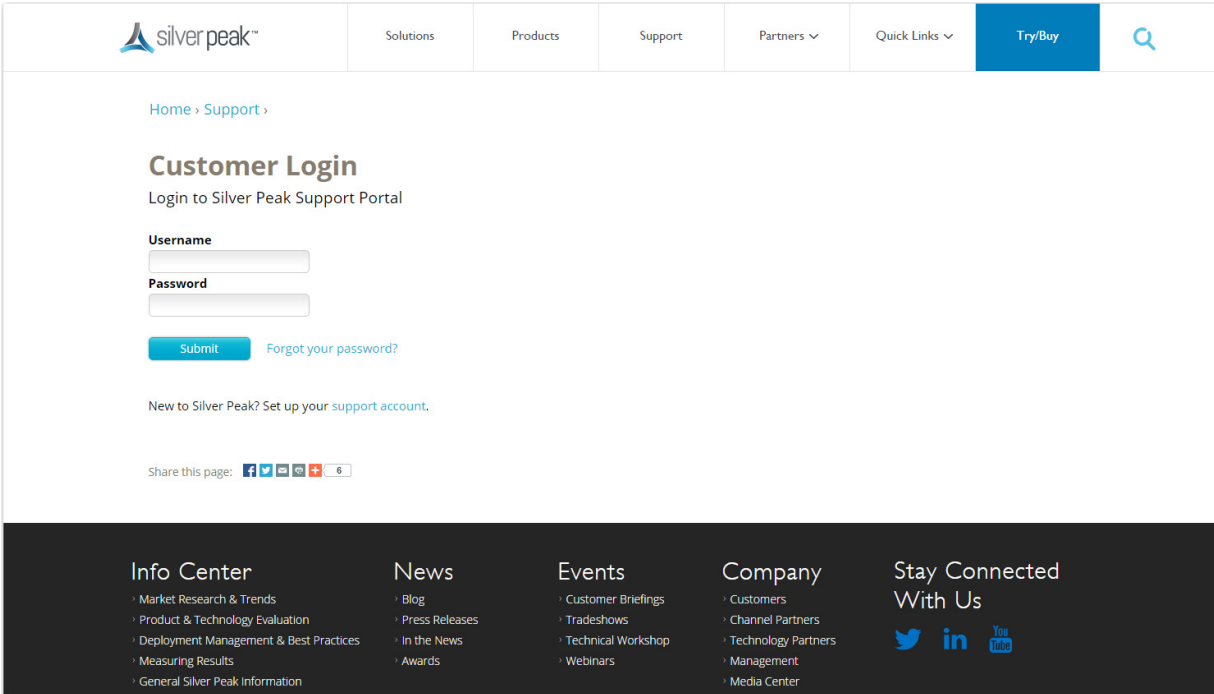 silver peak™
Solutions
Products
Support
Partners
Quick Links
Try/Buy
Home › Support ›
Customer Login
Login to Silver Peak Support Portal
Username
Password
Submit
Forgot your password?
New to Silver Peak? Set up your support account.
Share this page:
6
Info Center
› Market Research & Trends
› Product & Technology Evaluation
› Deployment Management & Best Practices
› Measuring Results
› General Silver Peak Information
News
› Blog
› Press Releases
› In the News
› Awards
Events
› Customer Briefings
› Tradeshows
› Technical Workshop
› Webinars
Company
› Customers
› Channel Partners
› Technology Partners
› Management
› Media Center
Stay Connected
With Us
in
You
Tube